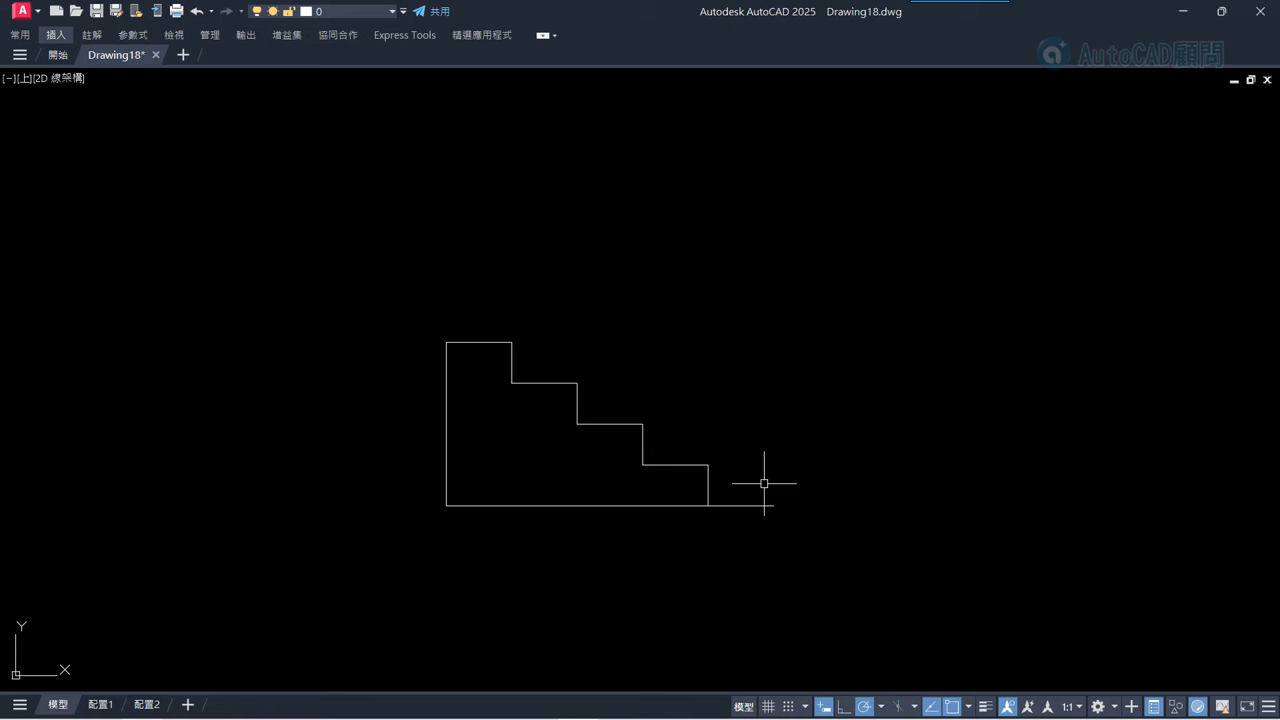 A 0 共用 Autodesk AutoCAD 2025 Drawing18.dwg
常用 插入 註解 參數式 檢視 管理 輸出 增益集 協同合作 Express Tools 精選應用程式
開始 Drawing18*
AutoCAD顧問
[−][上][2D 線架構]
Y
X
模型 配置1 配置2 模型 1:1